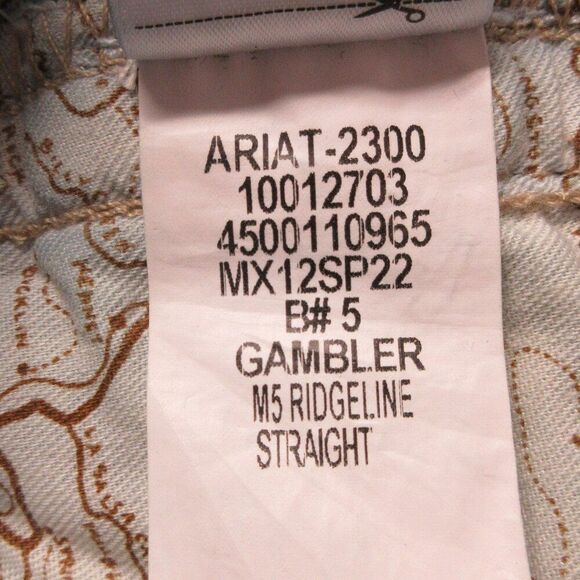 ARIAT-2300
10012703
4500110965
MX12SP22
B# 5
GAMBLER
M5 RIDGELINE
STRAIGHT